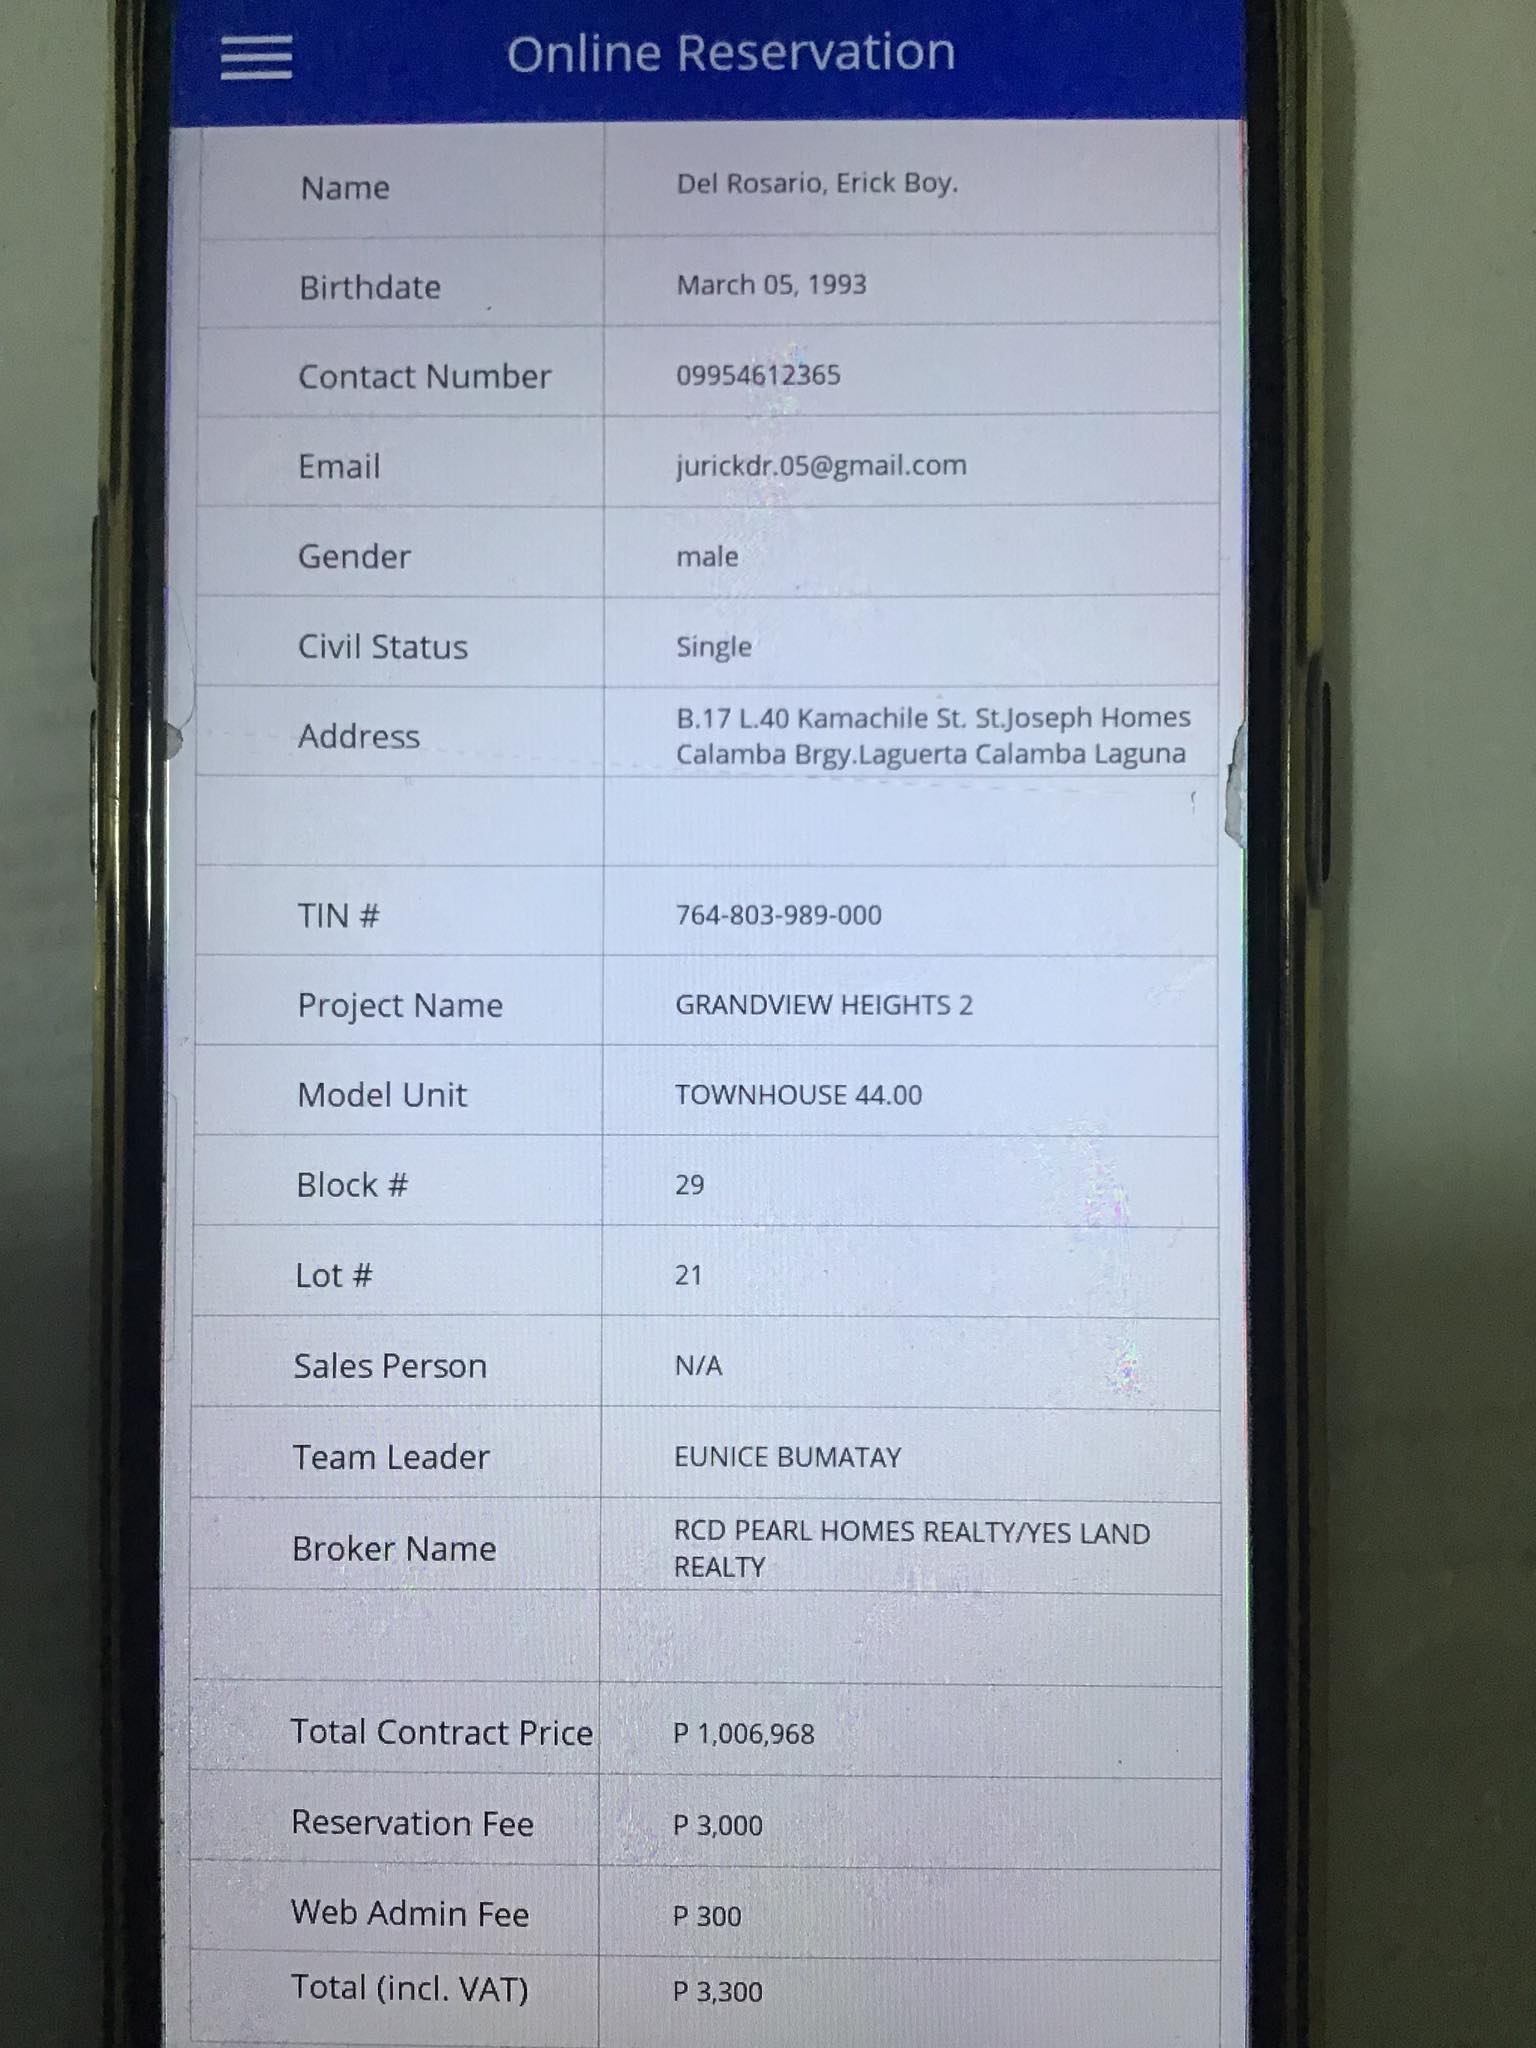 Online Reservation
Name Del Rosario, Erick Boy.
Birthdate March 05, 1993
Contact Number 09954612365
Email jurickdr.05@gmail.com
Gender male
Civil Status Single
Address B.17 L.40 Kamachile St. St.Joseph Homes
Calamba Brgy.Laguerta Calamba Laguna
TIN # 764-803-989-000
Project Name GRANDVIEW HEIGHTS 2
Model Unit TOWNHOUSE 44.00
Block # 29
Lot # 21
Sales Person N/A
Team Leader EUNICE BUMATAY
Broker Name RCD PEARL HOMES REALTY/YES LAND
REALTY
Total Contract Price P 1,006,968
Reservation Fee P 3,000
Web Admin Fee P 300
Total (incl. VAT) P 3,300